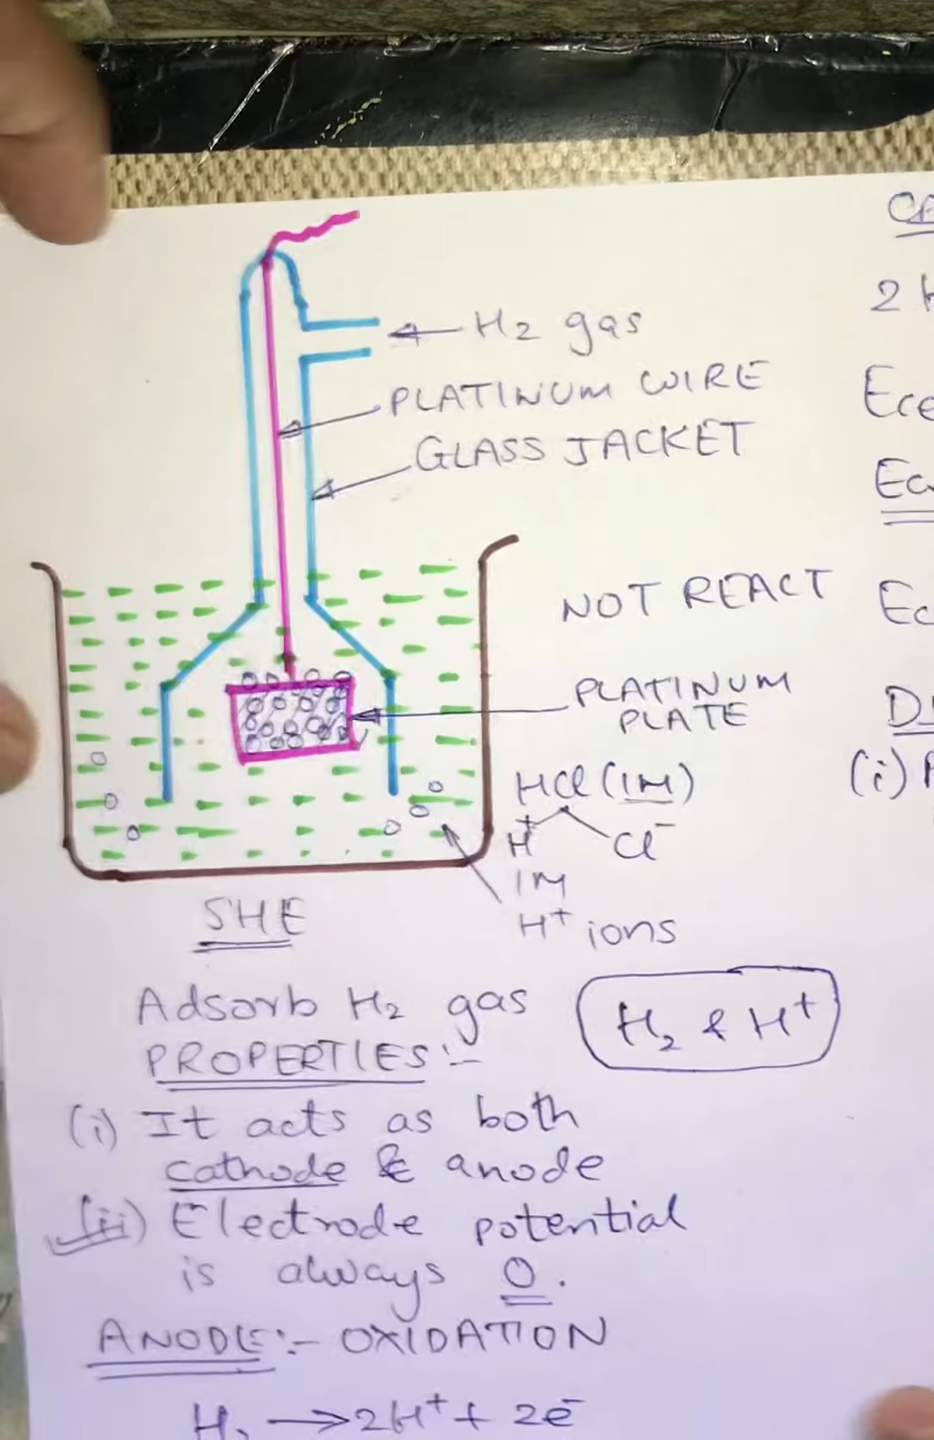 H2 gas
PLATINUM WIRE
GLASS JACKET
NOT REACT
PLATINUM
PLATE
HCl (1M)
H+ Cl-
1M
H+ ions
SHE
Adsorb H2 gas
H2 & H+
PROPERTIES:-
(i) It acts as both
cathode & anode
(ii) Electrode potential
is always 0.
ANODE:- OXIDATION
H2 → 2H+ + 2e-
2
(i)